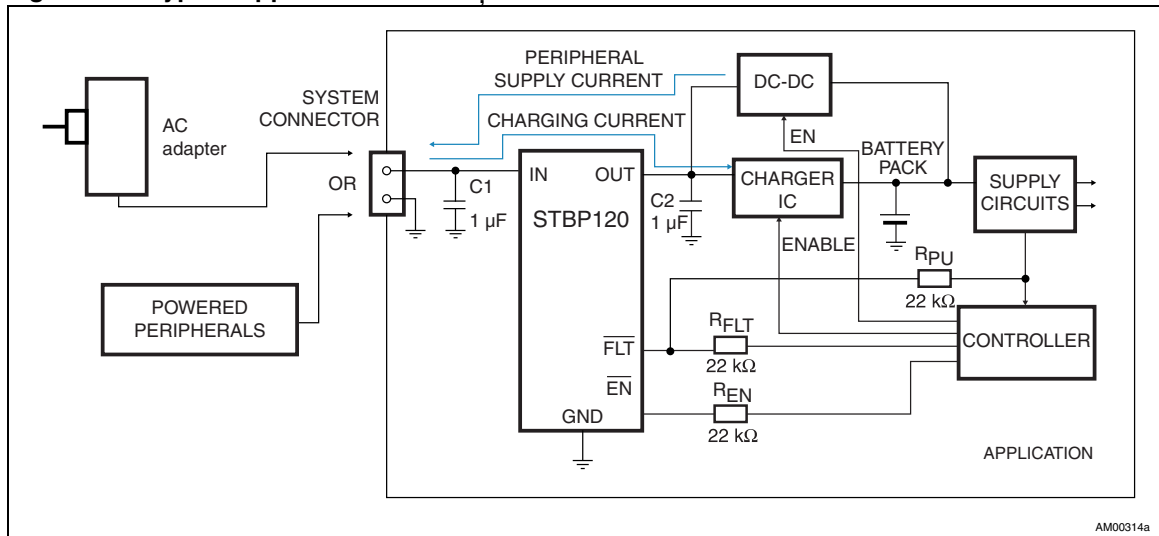 PERIPHERAL
SUPPLY CURRENT
DC-DC
SYSTEM
CONNECTOR
CHARGING CURRENT
AC
adapter
EN
BATTERY
PACK
OR
C1
1 µF
IN
OUT
STBP120
C2
1 µF
CHARGER
IC
SUPPLY
CIRCUITS
ENABLE
RPU
22 kΩ
POWERED
PERIPHERALS
RFLT
22 kΩ
FLT
CONTROLLER
EN
REN
22 kΩ
GND
APPLICATION
AM00314a